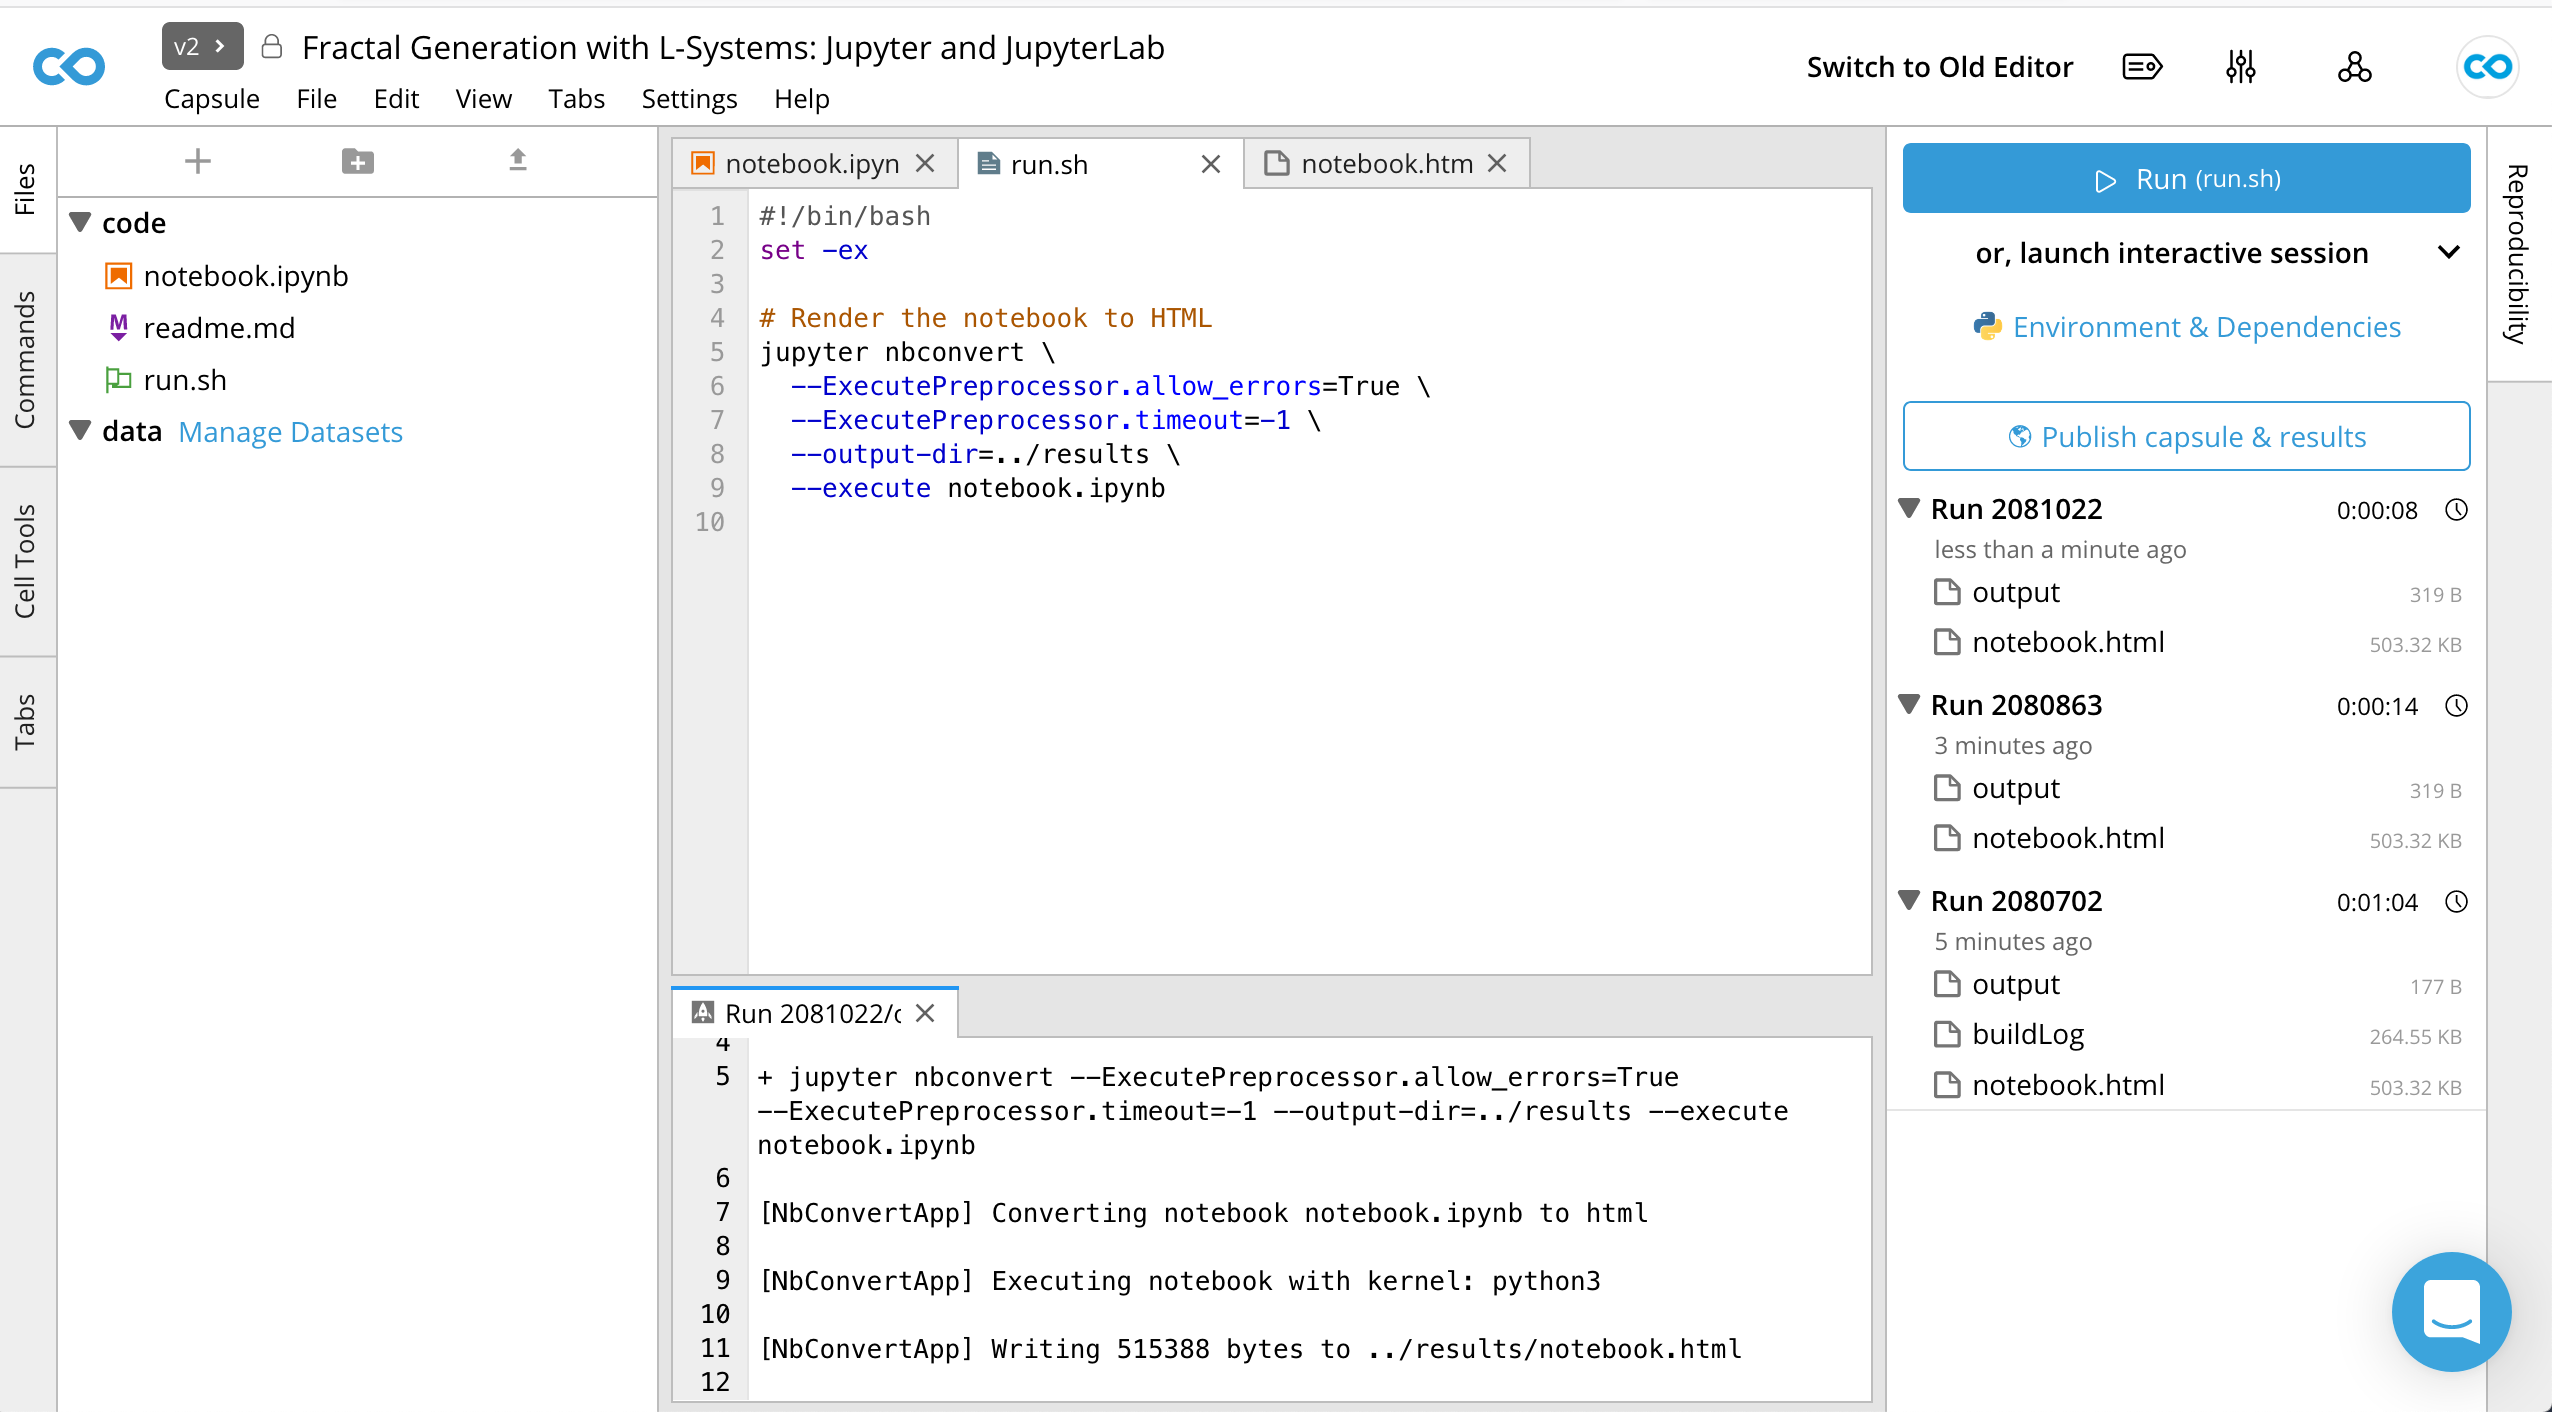 v2 >
Fractal Generation with L-Systems: Jupyter and JupyterLab
Capsule File Edit View Tabs Settings Help
Switch to Old Editor
Files
Commands
Cell Tools
Tabs
code
notebook.ipynb
readme.md
run.sh
data Manage Datasets
notebook.ipyn
run.sh
notebook.htm
1 #!/bin/bash
2 set -ex
3
4 # Render the notebook to HTML
5 jupyter nbconvert \
6 --ExecutePreprocessor.allow_errors=True \
7 --ExecutePreprocessor.timeout=-1 \
8 --output-dir=../results \
9 --execute notebook.ipynb
10
Run 2081022/
4
5 + jupyter nbconvert --ExecutePreprocessor.allow_errors=True
--ExecutePreprocessor.timeout=-1 --output-dir=../results --execute
notebook.ipynb
6
7 [NbConvertApp] Converting notebook notebook.ipynb to html
8
9 [NbConvertApp] Executing notebook with kernel: python3
10
11 [NbConvertApp] Writing 515388 bytes to ../results/notebook.html
12
Run (run.sh)
or, launch interactive session
Environment & Dependencies
Publish capsule & results
Run 2081022 0:00:08
less than a minute ago
output 319 B
notebook.html 503.32 KB
Run 2080863 0:00:14
3 minutes ago
output 319 B
notebook.html 503.32 KB
Run 2080702 0:01:04
5 minutes ago
output 177 B
buildLog 264.55 KB
notebook.html 503.32 KB
Reproducibility